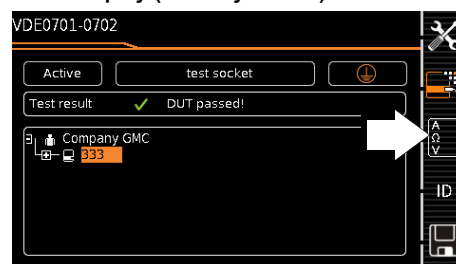 VDE0701-0702
Active
test socket
Test result ✓ DUT passed!
Company GMC
333
A
Ω
V
ID